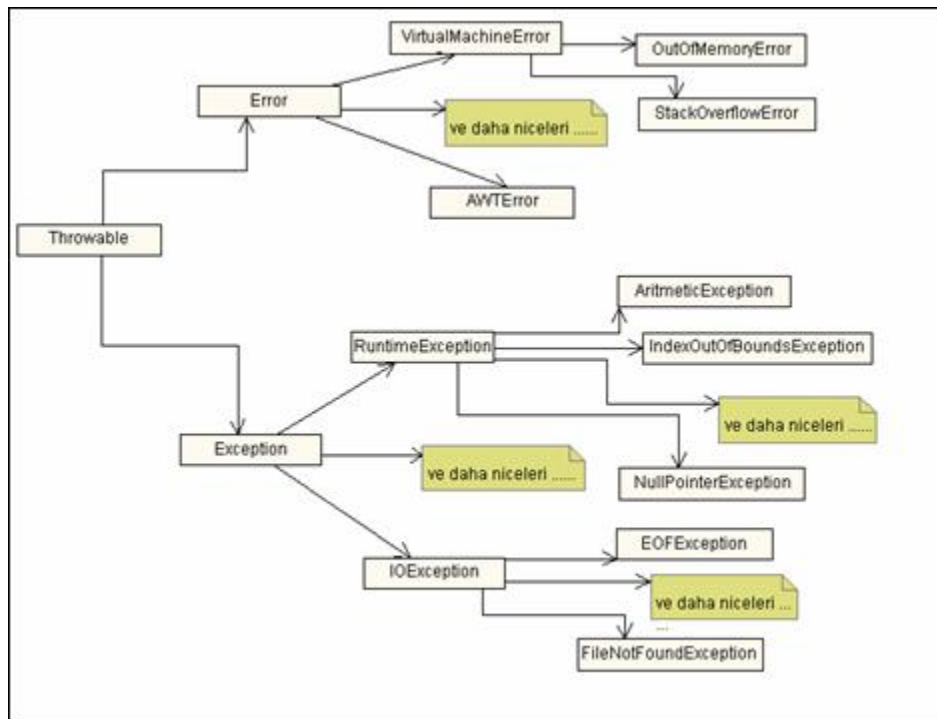 VirtualMachineError
OutOfMemoryError
Error
StackOverflowError
ve daha niceleri ......
AWTError
Throwable
AritmeticException
RuntimeException
IndexOutOfBoundsException
ve daha niceleri ......
Exception
ve daha niceleri ......
NullPointerException
EOFException
IOException
ve daha niceleri ...
...
FileNotFoundException